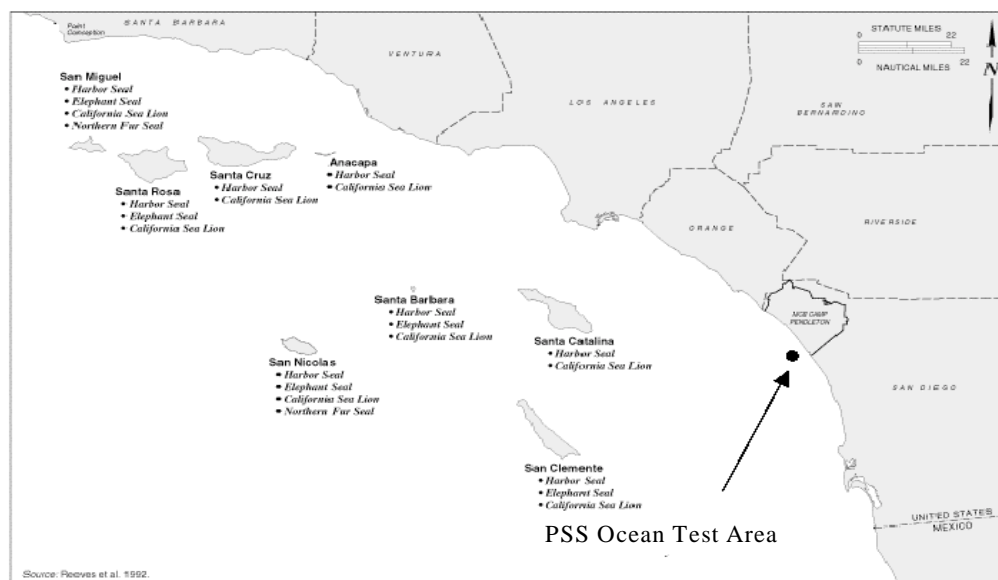 Point
Conception
SANTA BARBARA
VENTURA
LOS ANGELES
SAN
BERNARDINO
STATUTE MILES
0 22
0 22
NAUTICAL MILES
N
San Miguel
• Harbor Seal
• Elephant Seal
• California Sea Lion
• Northern Fur Seal
Santa Rosa
• Harbor Seal
• Elephant Seal
• California Sea Lion
Santa Cruz
• Harbor Seal
• California Sea Lion
Anacapa
• Harbor Seal
• California Sea Lion
ORANGE
RIVERSIDE
Santa Barbara
• Harbor Seal
• Elephant Seal
• California Sea Lion
Santa Catalina
• Harbor Seal
• California Sea Lion
MCB CAMP
PENDLETON
San Nicolas
• Harbor Seal
• Elephant Seal
• California Sea Lion
• Northern Fur Seal
SAN DIEGO
San Clemente
• Harbor Seal
• Elephant Seal
• California Sea Lion
PSS Ocean Test Area
UNITED STATES
MEXICO
Source: Reeves et al. 1992.